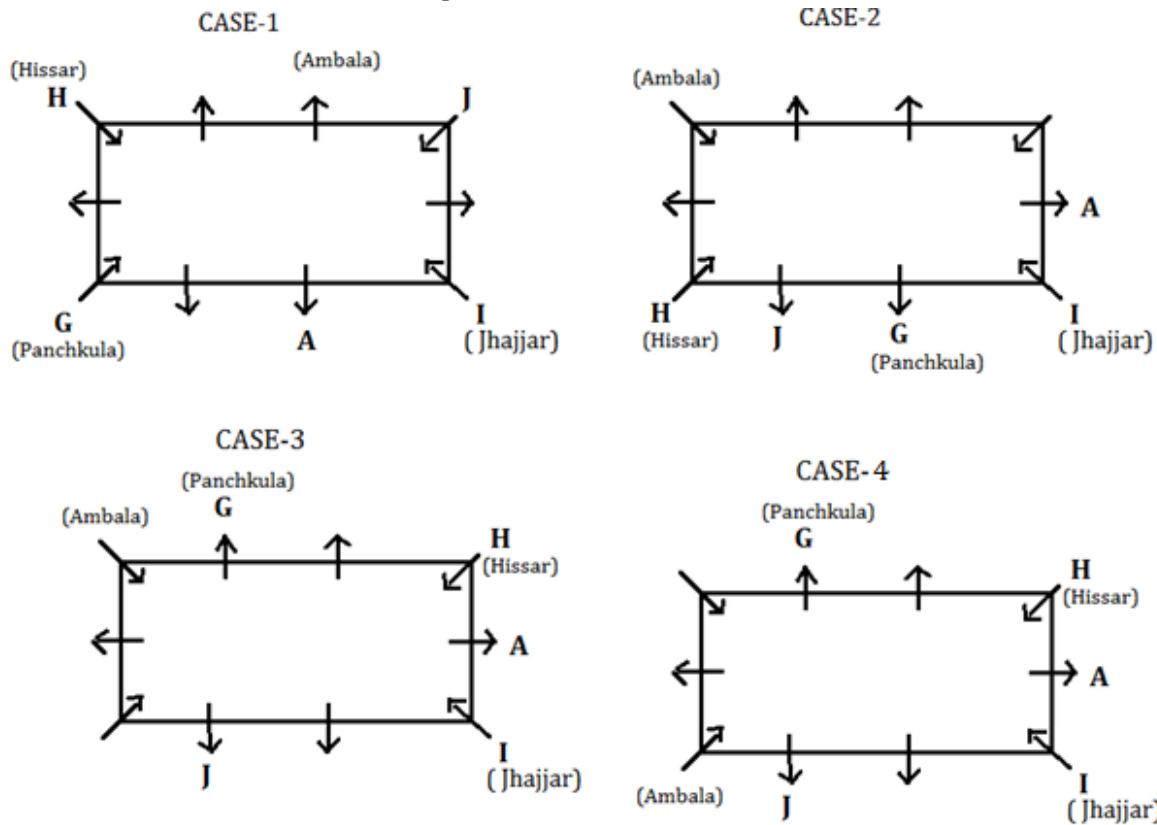 CASE-1
(Hissar)
H
(Ambala)
J
G
(Panchkula)
A
I
( Jhajjar)
CASE-2
(Ambala)
A
H
(Hissar)
J
G
(Panchkula)
I
( Jhajjar)
CASE-3
(Panchkula)
G
(Ambala)
H
(Hissar)
A
J
I
( Jhajjar)
CASE-4
(Panchkula)
G
H
(Hissar)
A
(Ambala)
J
I
( Jhajjar)